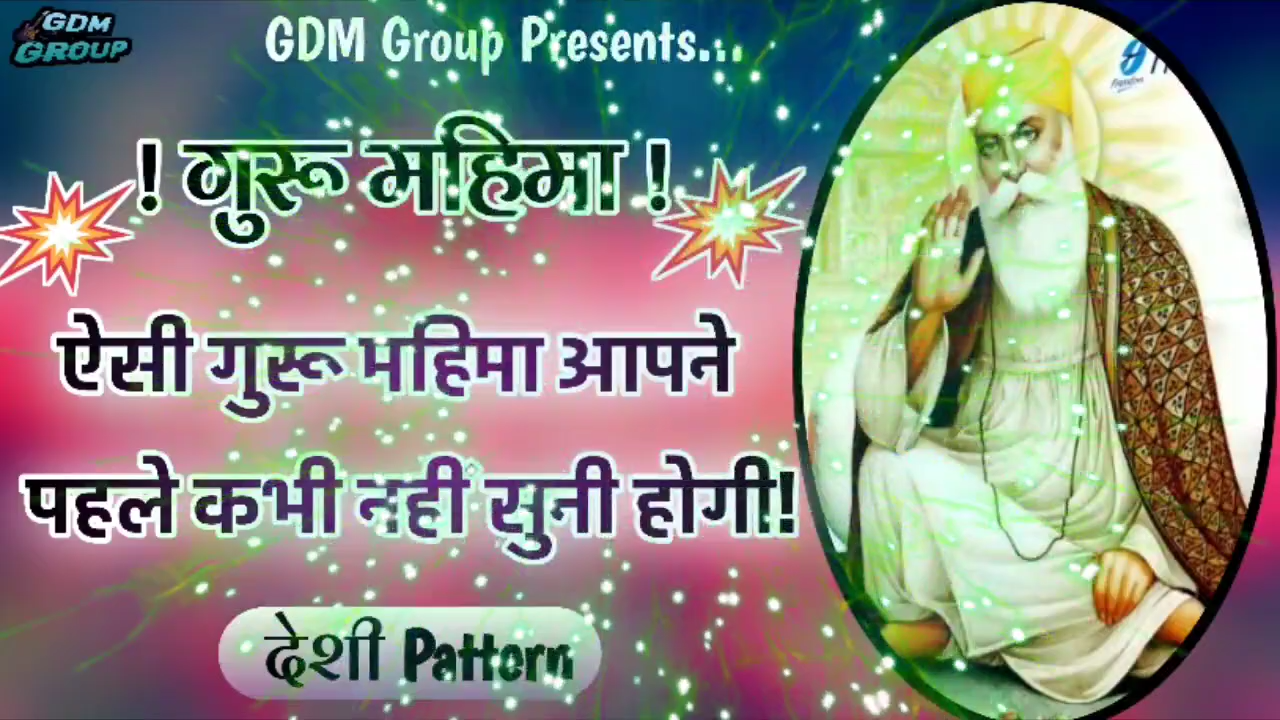 GDM
GROUP
GDM Group Presents...
! गुरू महिमा !
ऐसी गुरू महिमा आपने
पहले कभी नहीं सुनी होगी!
देशी Pattern